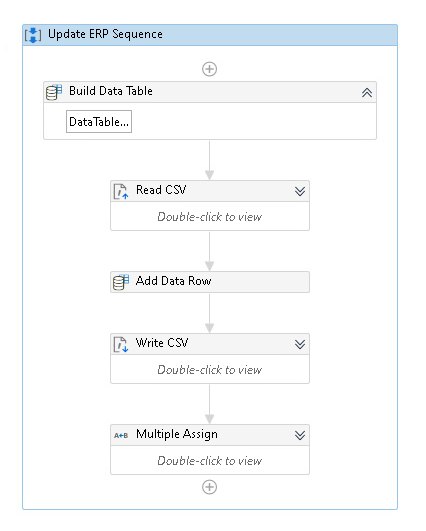 Update ERP Sequence
Build Data Table
DataTable...
Read CSV
Double-click to view
Add Data Row
Write CSV
Double-click to view
A+B Multiple Assign
Double-click to view